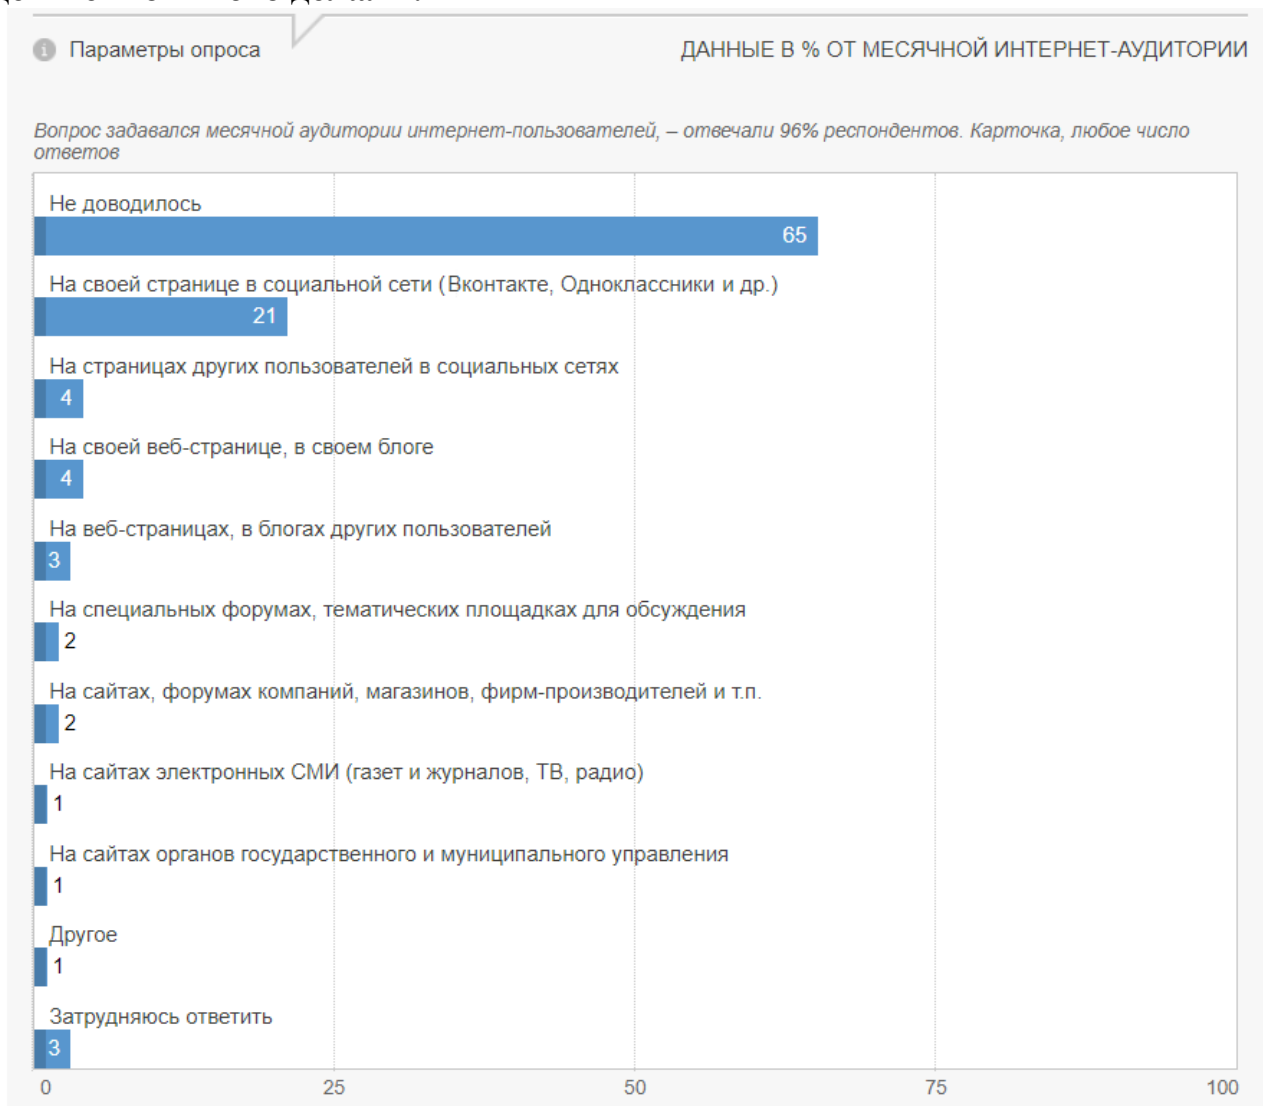 Параметры опроса
ДАННЫЕ В % ОТ МЕСЯЧНОЙ ИНТЕРНЕТ-АУДИТОРИИ
Вопрос задавался месячной аудитории интернет-пользователей, – отвечали 96% респондентов. Карточка, любое число
ответов
Не доводилось
65
На своей странице в социальной сети (Вконтакте, Одноклассники и др.)
21
На страницах других пользователей в социальных сетях
4
На своей веб-странице, в своем блоге
4
На веб-страницах, в блогах других пользователей
3
На специальных форумах, тематических площадках для обсуждения
2
На сайтах, форумах компаний, магазинов, фирм-производителей и т.п.
2
На сайтах электронных СМИ (газет и журналов, ТВ, радио)
1
На сайтах органов государственного и муниципального управления
1
Другое
1
Затрудняюсь ответить
3
0 25 50 75 100